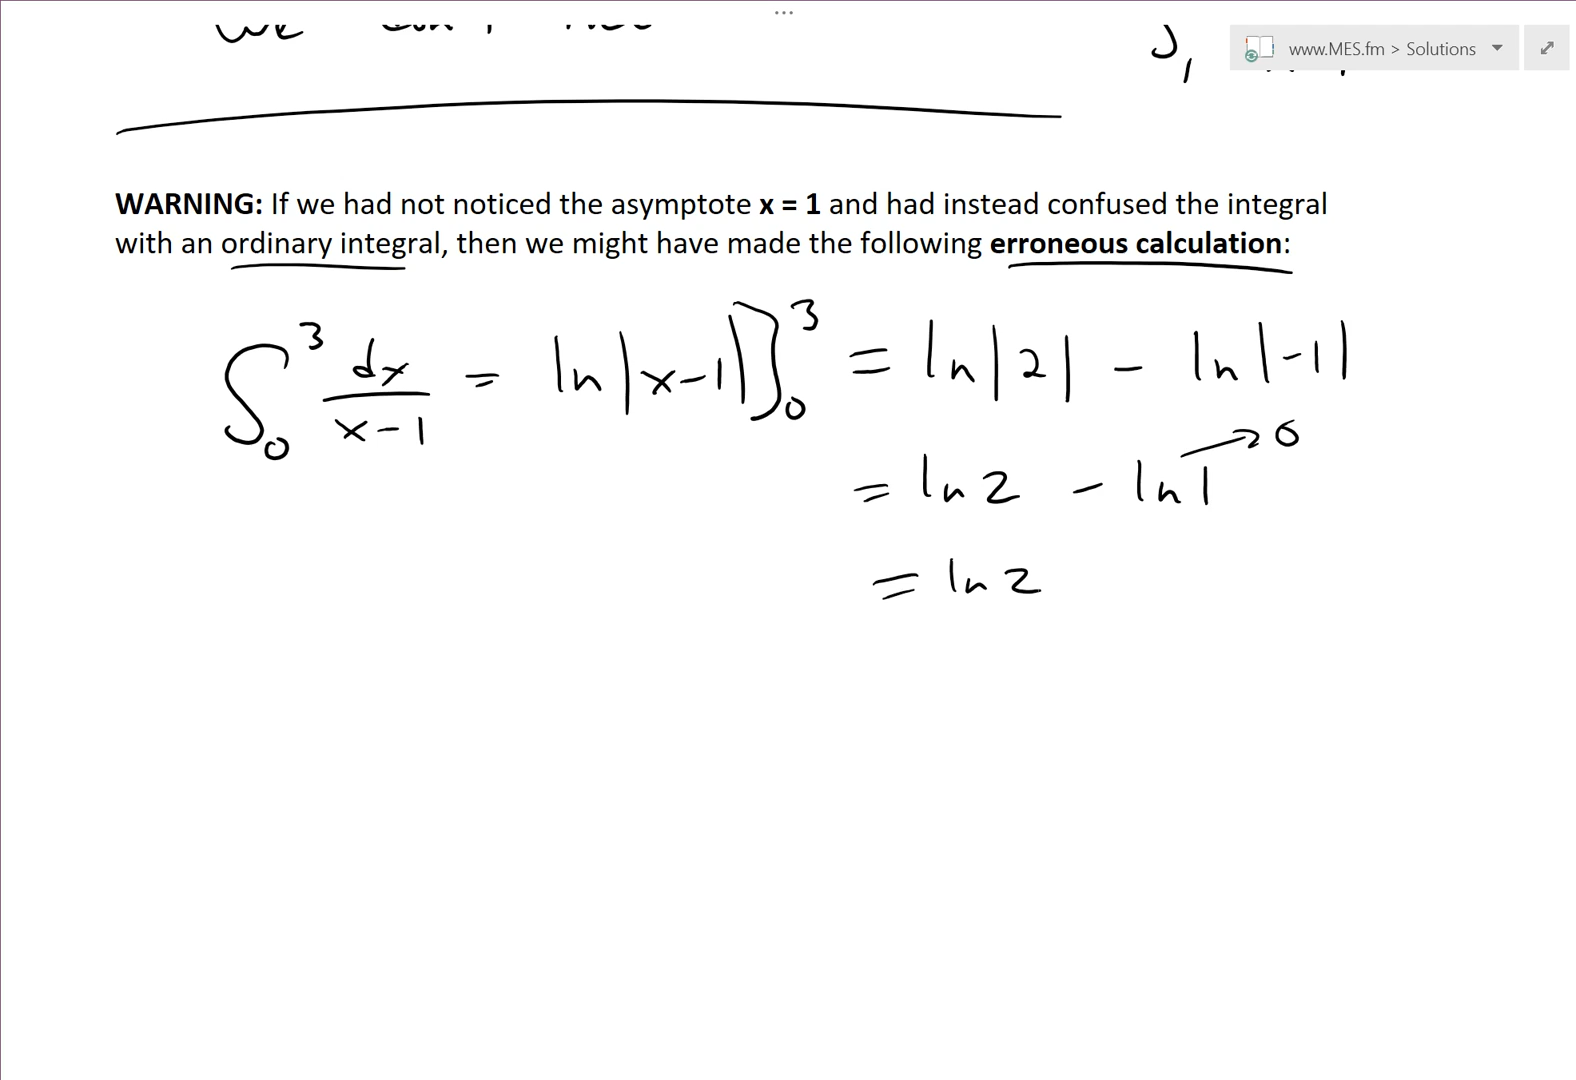 We
www.MES.fm > Solutions
WARNING: If we had not noticed the asymptote x = 1 and had instead confused the integral
with an ordinary integral, then we might have made the following erroneous calculation:
∫₀³ dx/(x-1) = ln|x-1|]₀³ = ln|2| - ln|-1|
= ln 2 - ln 1 → 0
= ln 2